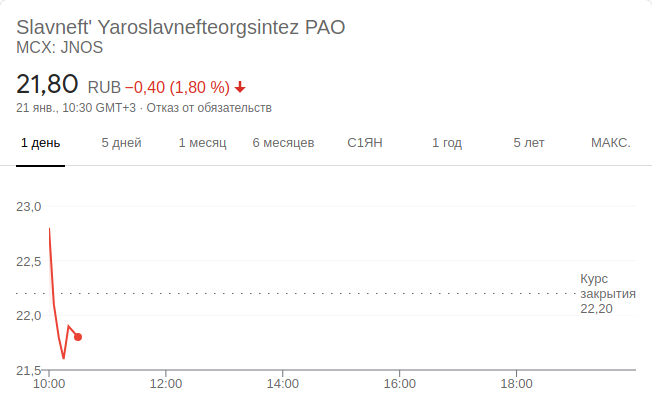 Slavneft' Yaroslavnefteorgsintez PAO
MCX: JNOS
21,80 RUB −0,40 (1,80 %)
21 янв., 10:30 GMT+3 · Отказ от обязательств
1 день 5 дней 1 месяц 6 месяцев С1ЯН 1 год 5 лет МАКС.
23,0
22,5
Курс
закрытия
22,20
22,0
21,5
10:00 12:00 14:00 16:00 18:00